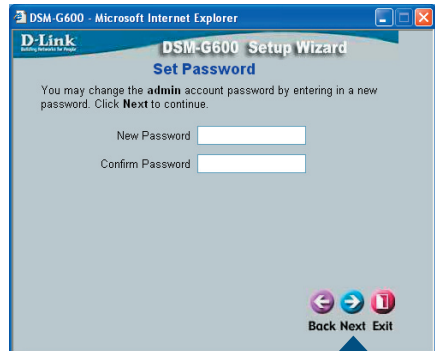 DSM-G600 - Microsoft Internet Explorer
D-Link
Building Networks for People
DSM-G600 Setup Wizard
Set Password
You may change the admin account password by entering in a new
password. Click Next to continue.
New Password
Confirm Password
Back Next Exit